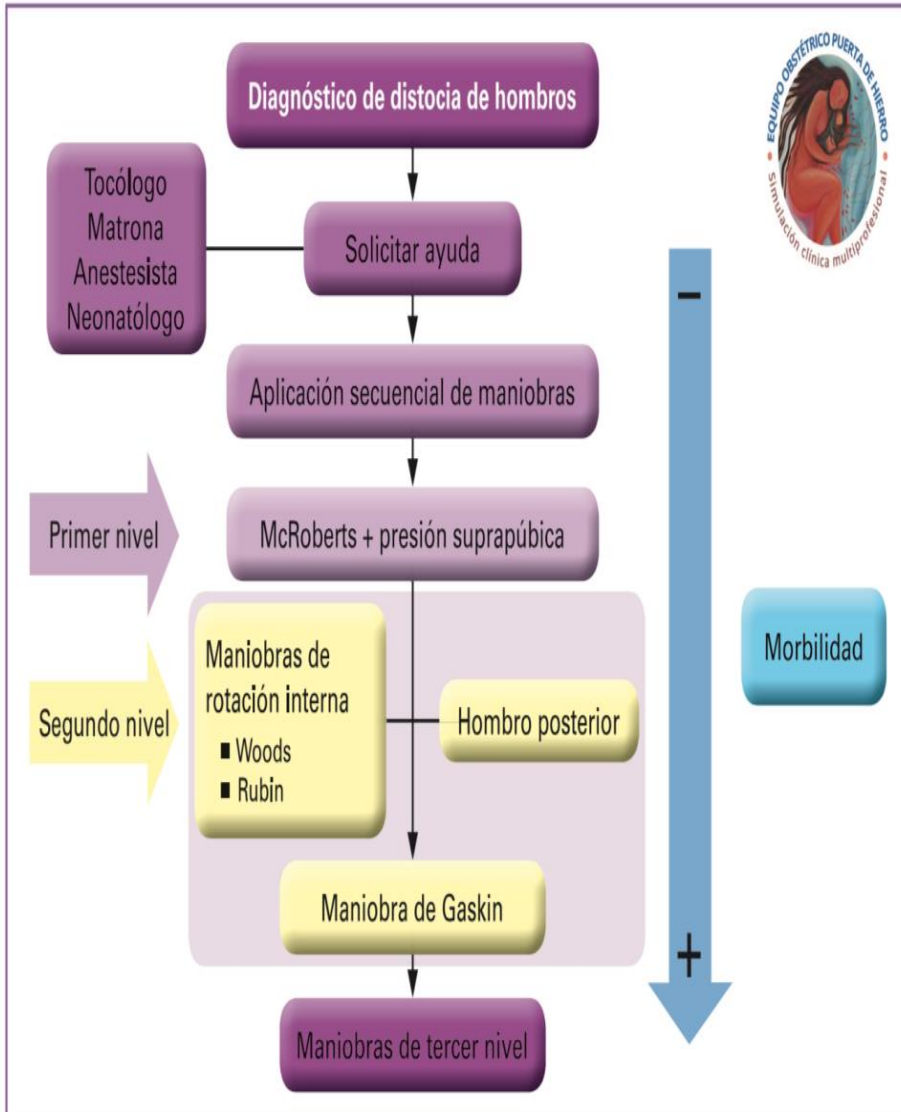 Diagnóstico de distocia de hombros
EQUIPO OBSTÉTRICO PUERTA DE HIERRO
Simulación clínica multiprofesional
Tocólogo
Matrona
Anestesista
Neonatólogo
Solicitar ayuda
Aplicación secuencial de maniobras
Primer nivel
McRoberts + presión suprapúbica
Segundo nivel
Maniobras de
rotación interna
■ Woods
■ Rubin
Hombro posterior
Maniobra de Gaskin
Maniobras de tercer nivel
−
Morbilidad
+